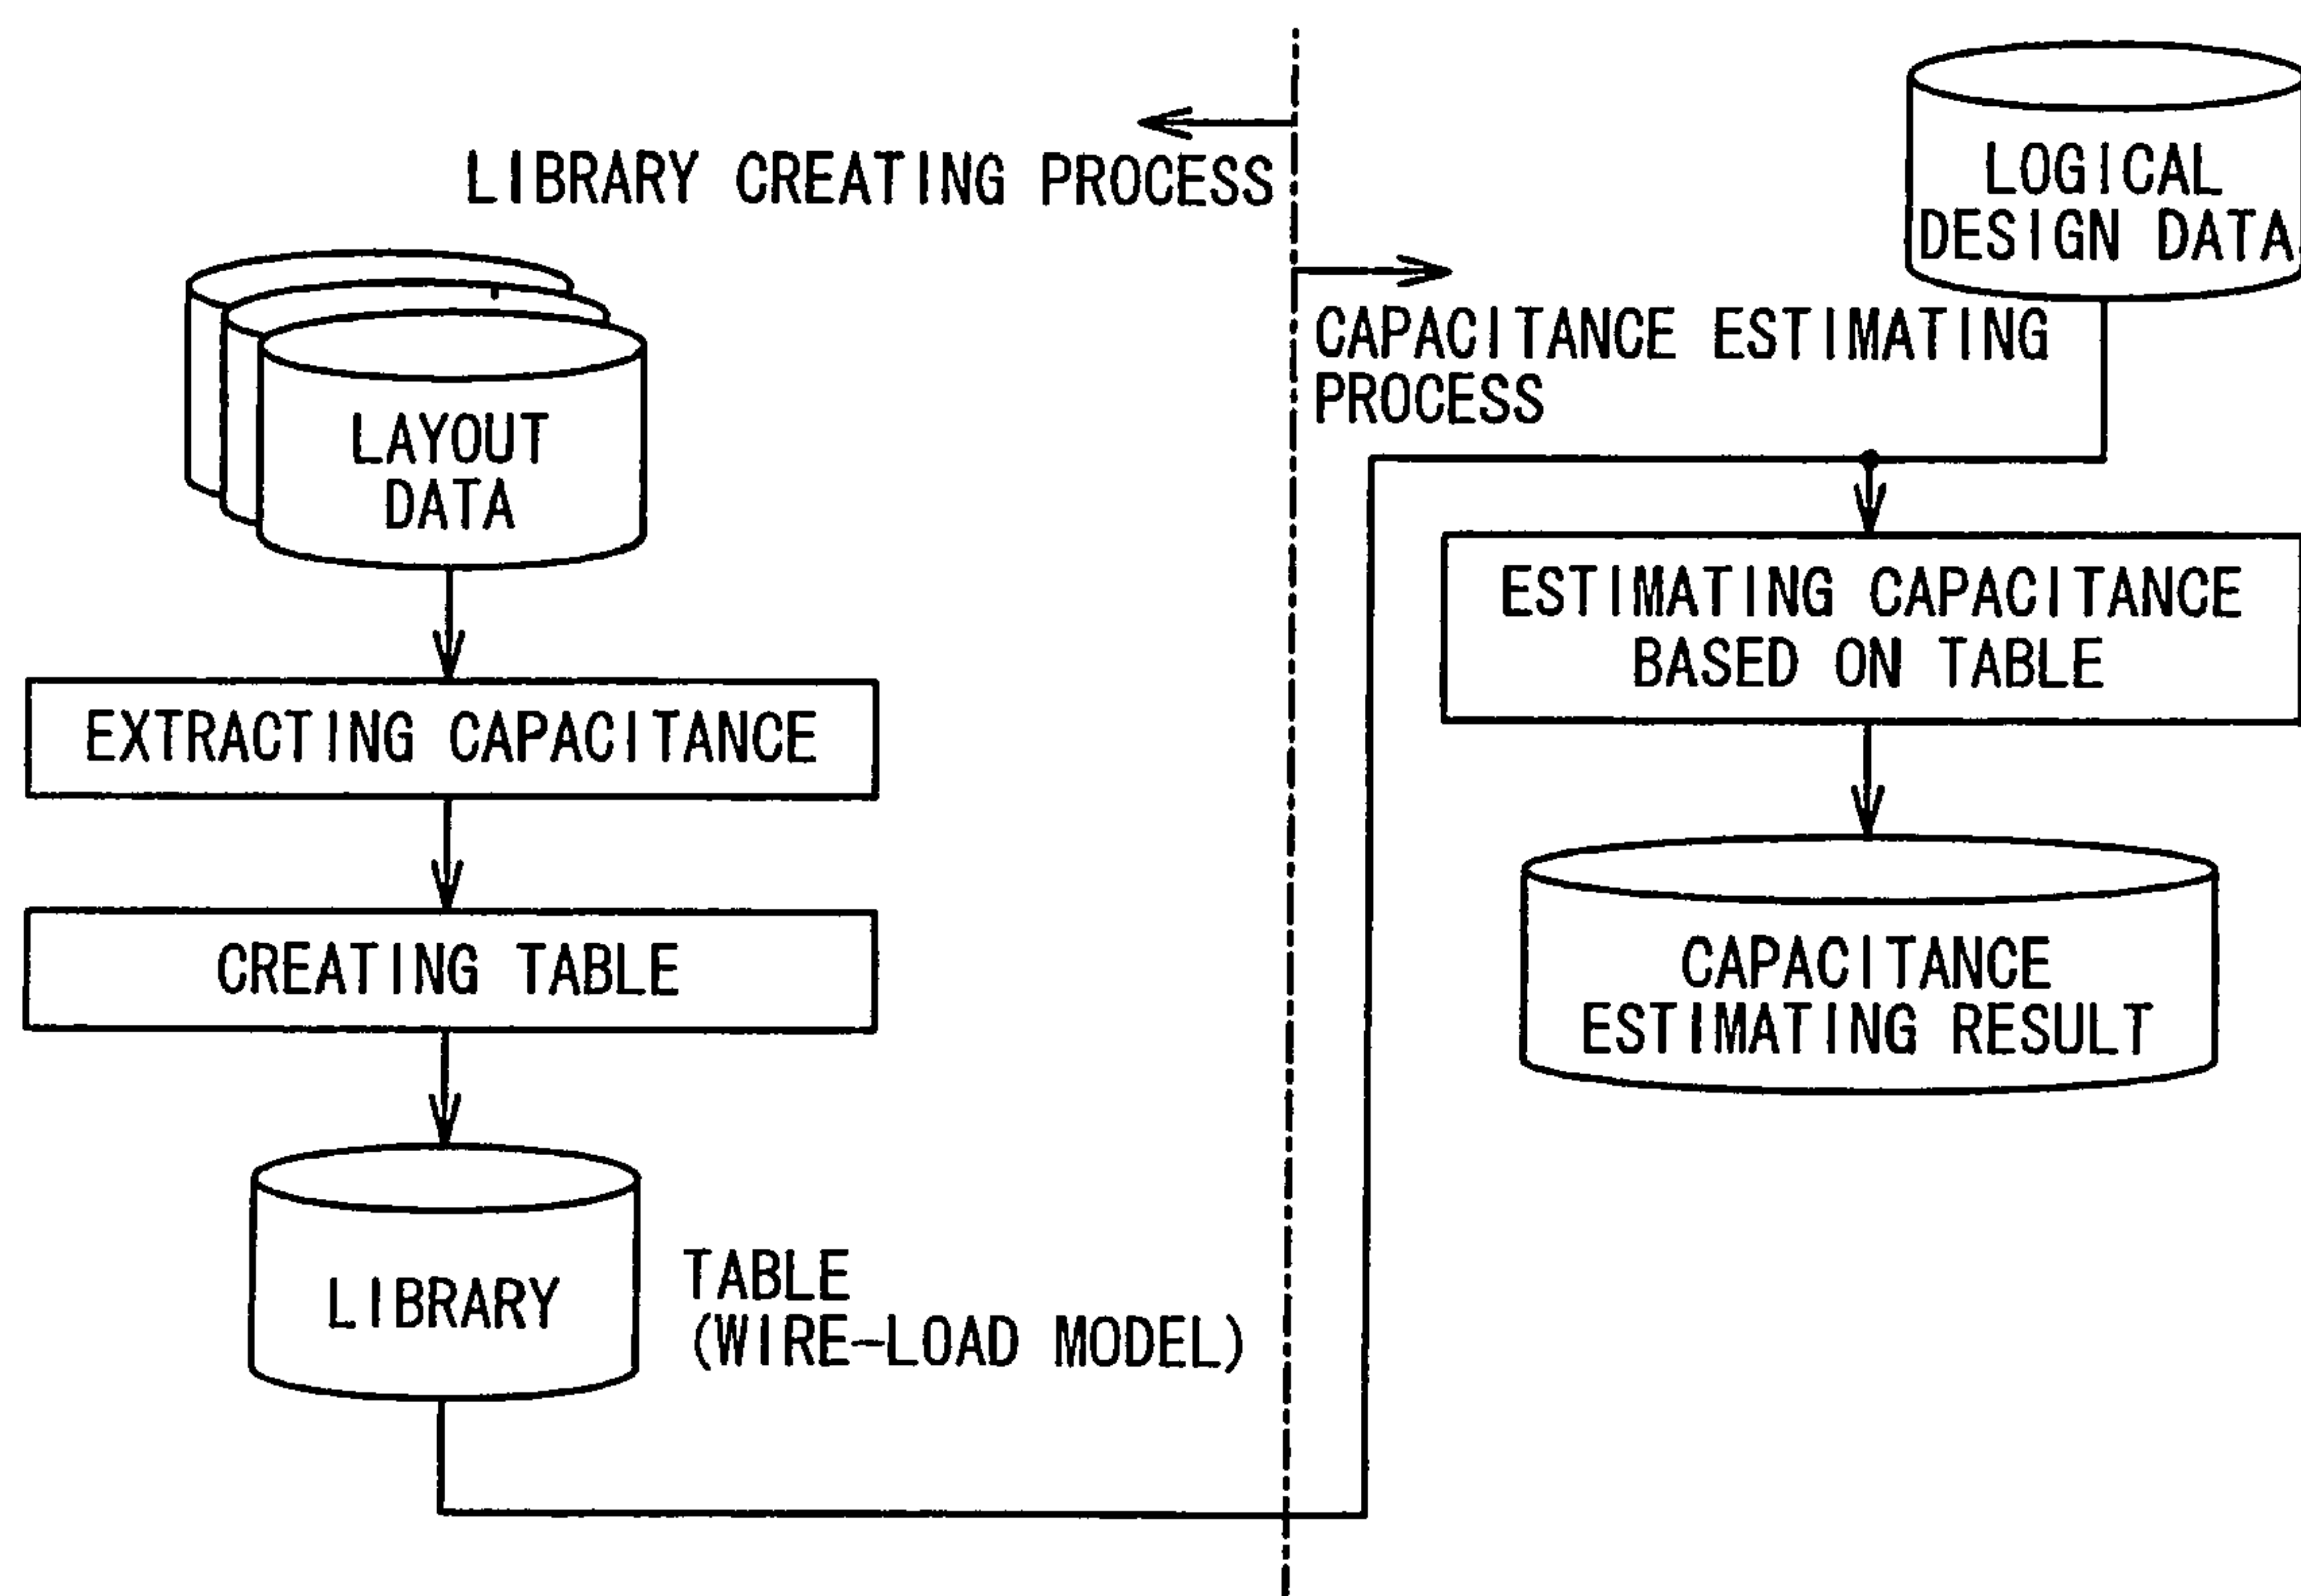 LIBRARY CREATING PROCESS
LAYOUT
DATA
EXTRACTING CAPACITANCE
CREATING TABLE
LIBRARY
TABLE
(WIRE-LOAD MODEL)
LOGICAL
DESIGN DATA
CAPACITANCE ESTIMATING
PROCESS
ESTIMATING CAPACITANCE
BASED ON TABLE
CAPACITANCE
ESTIMATING RESULT